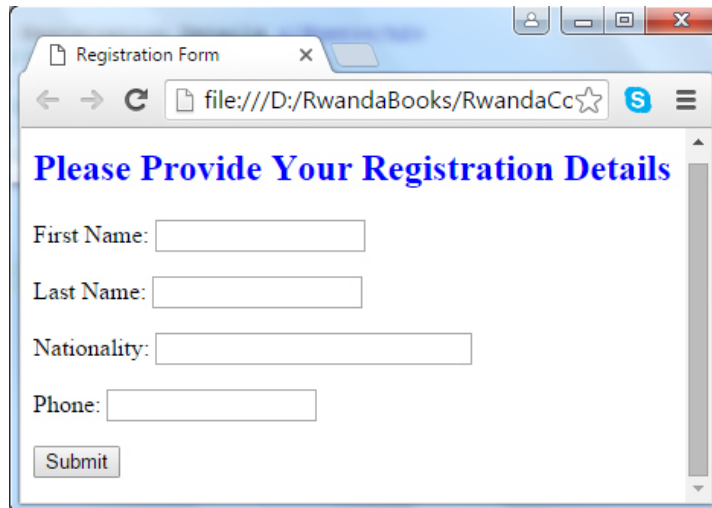 Registration Form
file:///D:/RwandaBooks/RwandaCo
Please Provide Your Registration Details
First Name:
Last Name:
Nationality:
Phone:
Submit